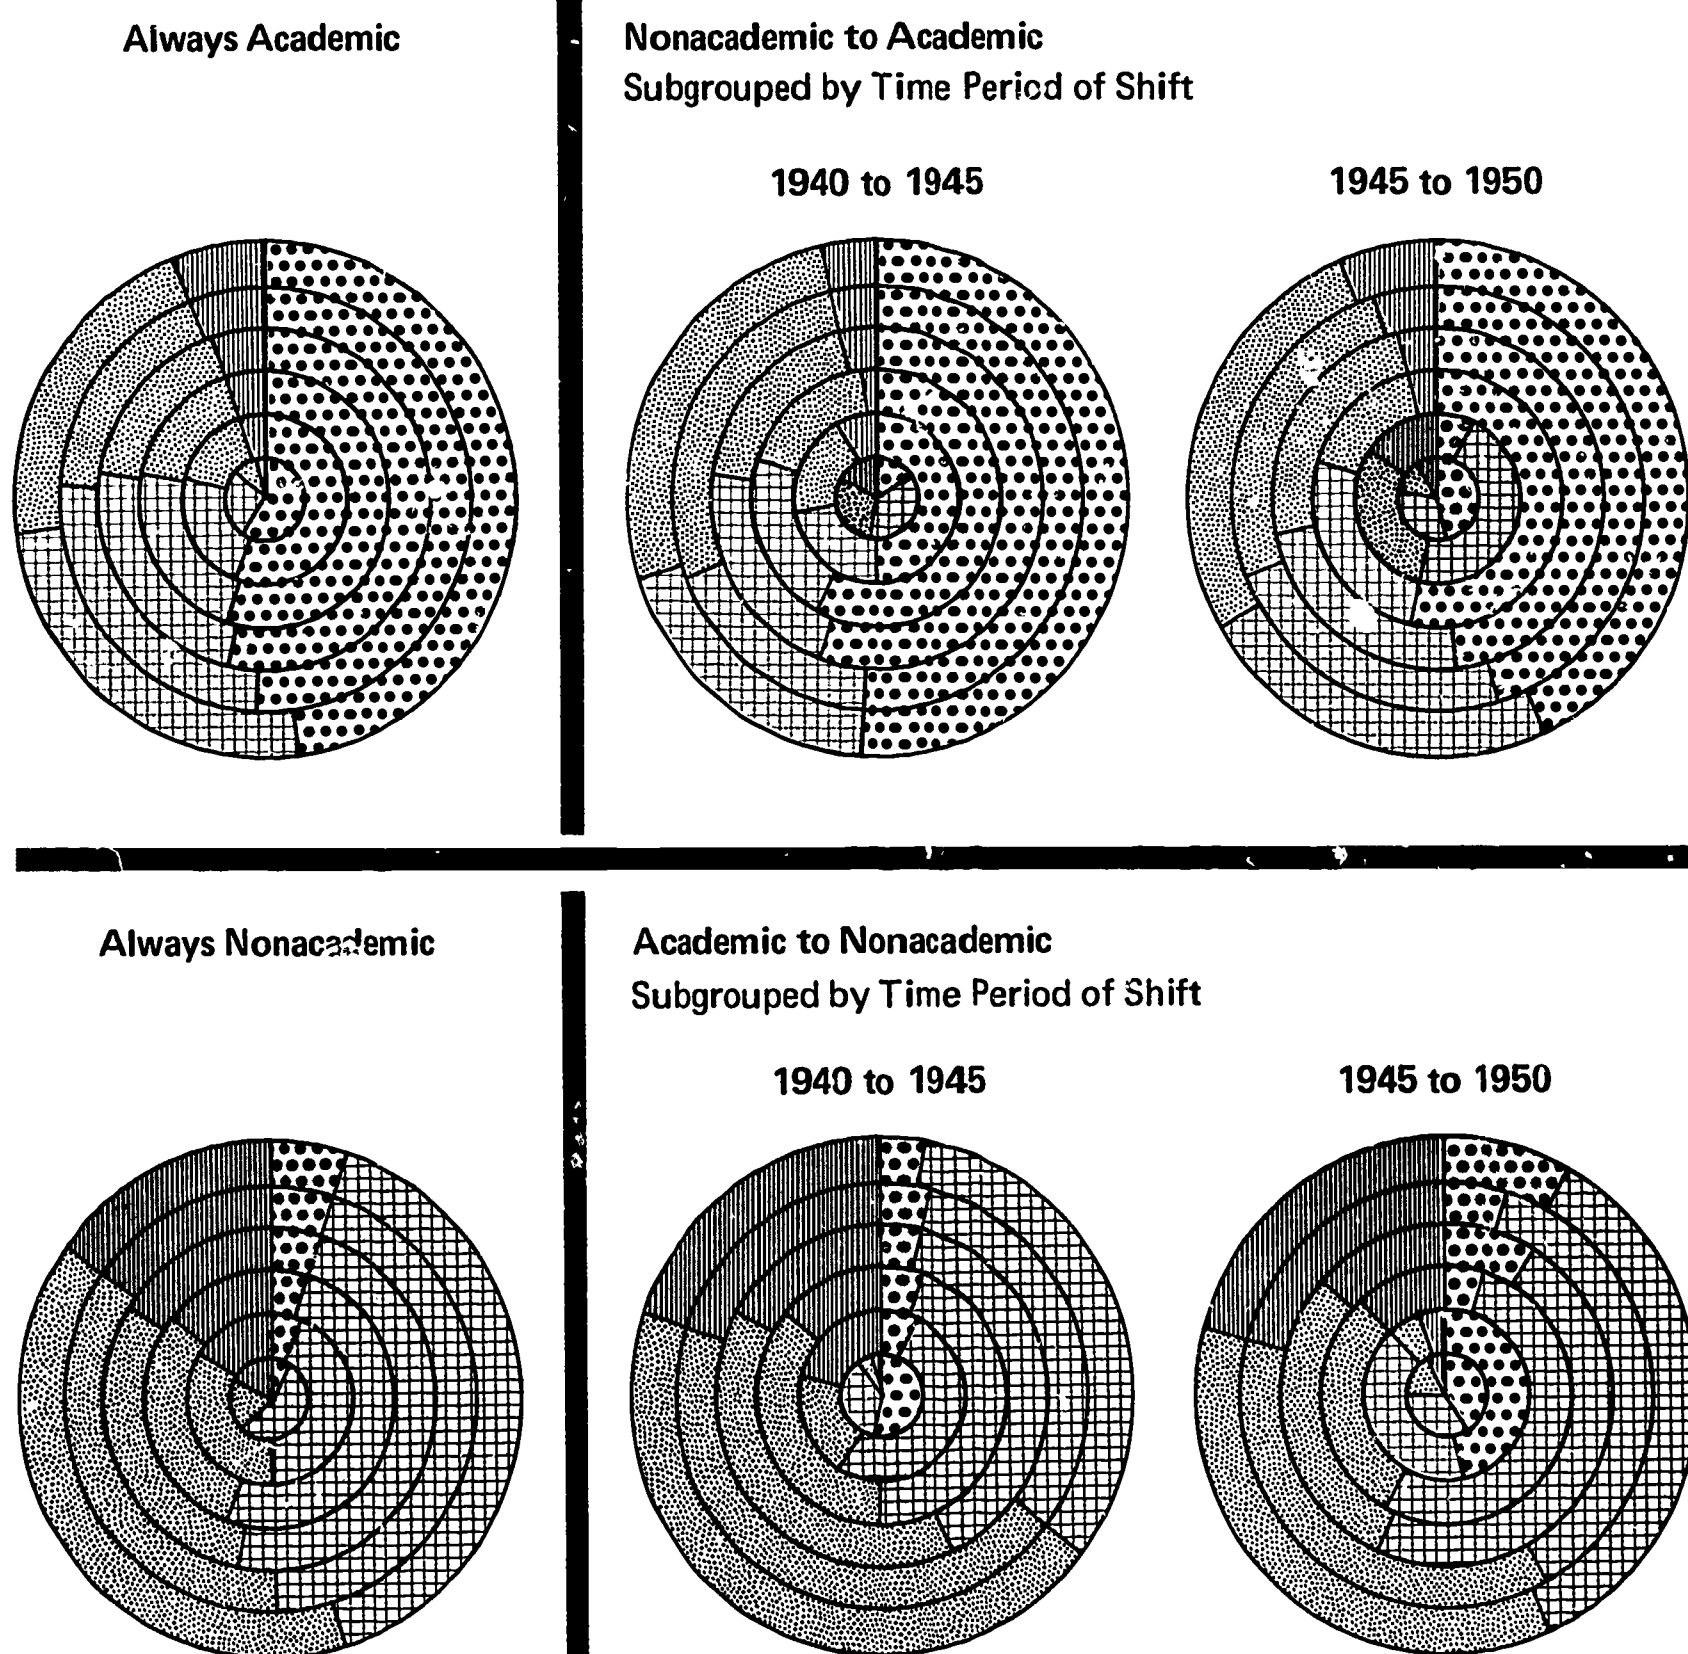 Always Academic
Nonacademic to Academic
Subgrouped by Time Period of Shift
1940 to 1945
1945 to 1950
Always Nonacademic
Academic to Nonacademic
Subgrouped by Time Period of Shift
1940 to 1945
1945 to 1950